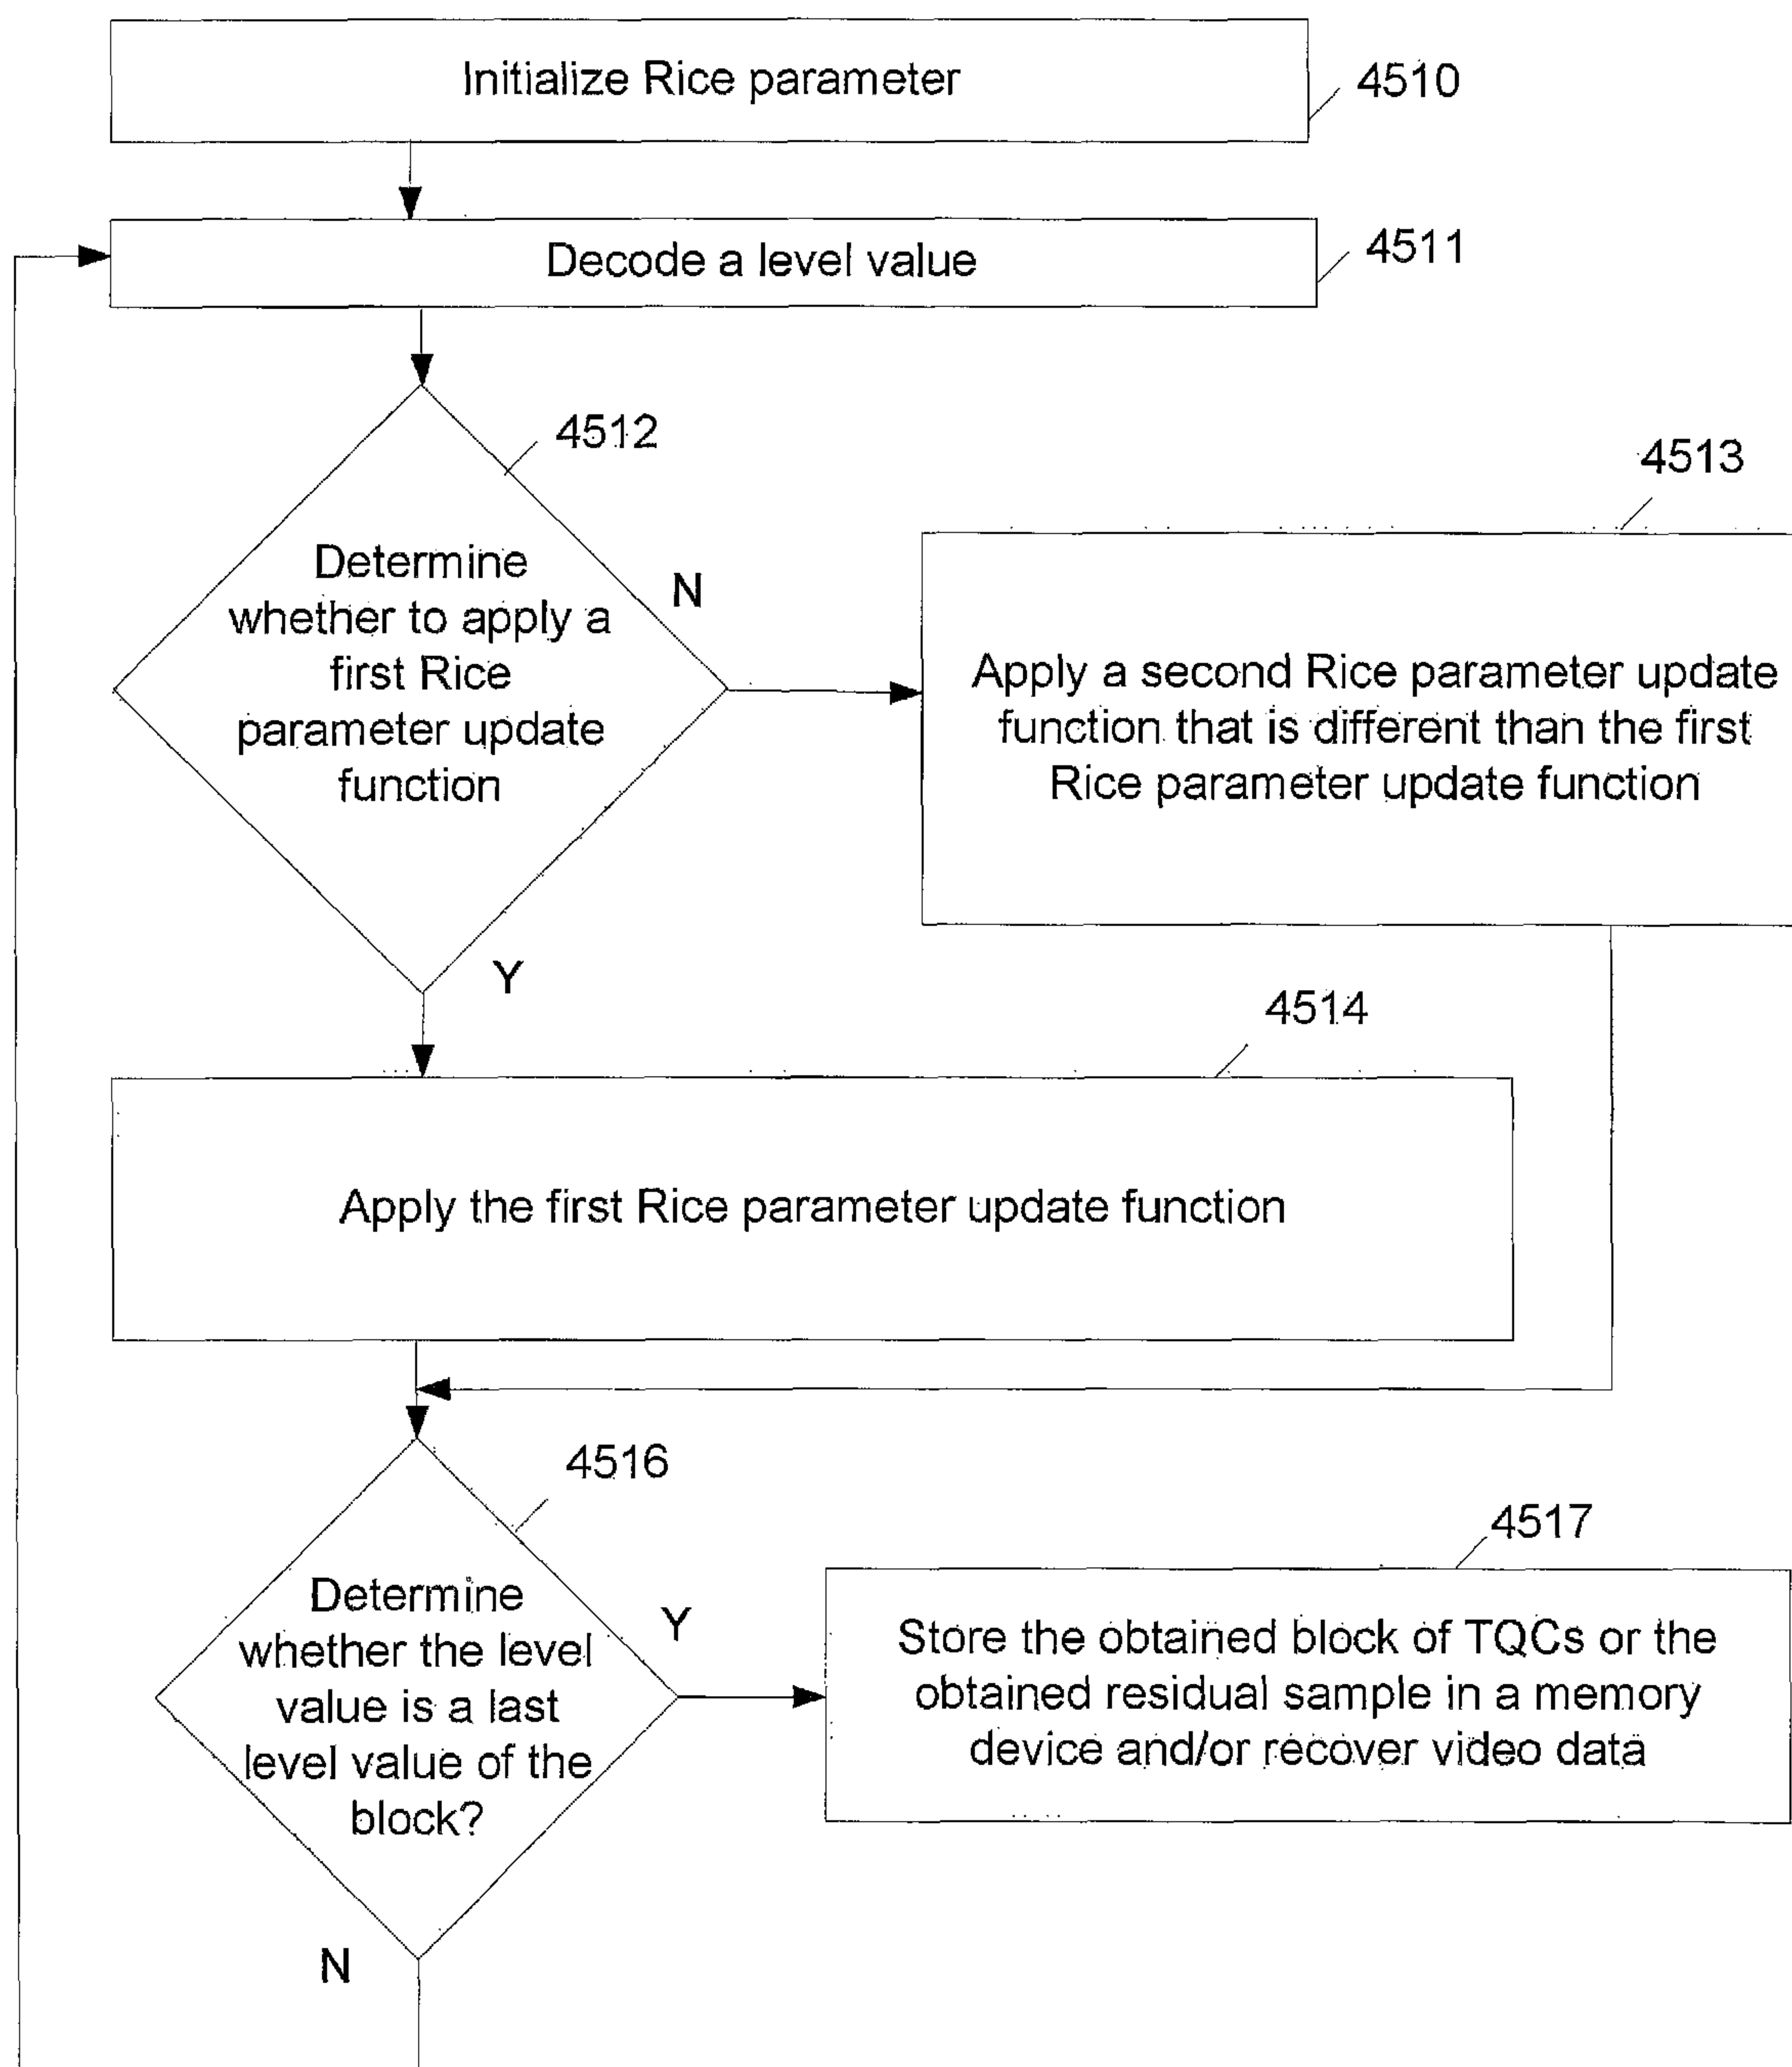 Initialize Rice parameter
4510
Decode a level value
4511
4512
Determine
whether to apply a
first Rice
parameter update
function
N
Y
4513
Apply a second Rice parameter update
function that is different than the first
Rice parameter update function
4514
Apply the first Rice parameter update function
4516
Determine
whether the level
value is a last
level value of the
block?
Y
N
4517
Store the obtained block of TQCs or the
obtained residual sample in a memory
device and/or recover video data